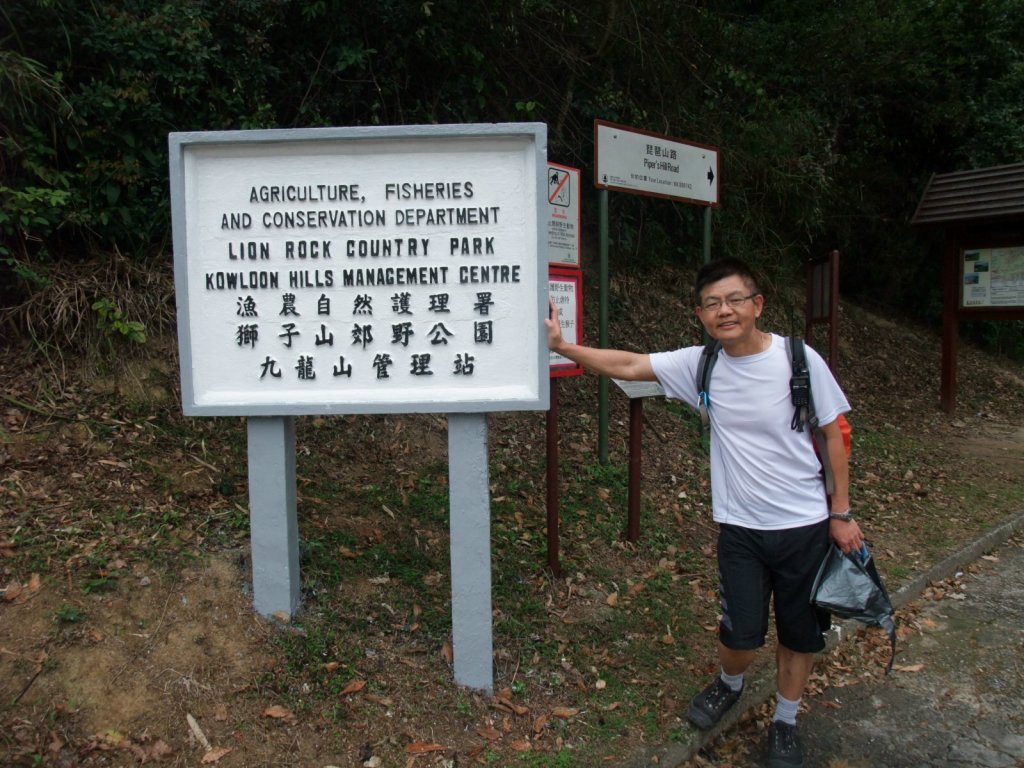 AGRICULTURE, FISHERIES
AND CONSERVATION DEPARTMENT
LION ROCK COUNTRY PARK
KOWLOON HILLS MANAGEMENT CENTRE
漁農自然護理署
獅子山郊野公園
九龍山管理站
琵琶山路
Piper's Hill Road
Your Location